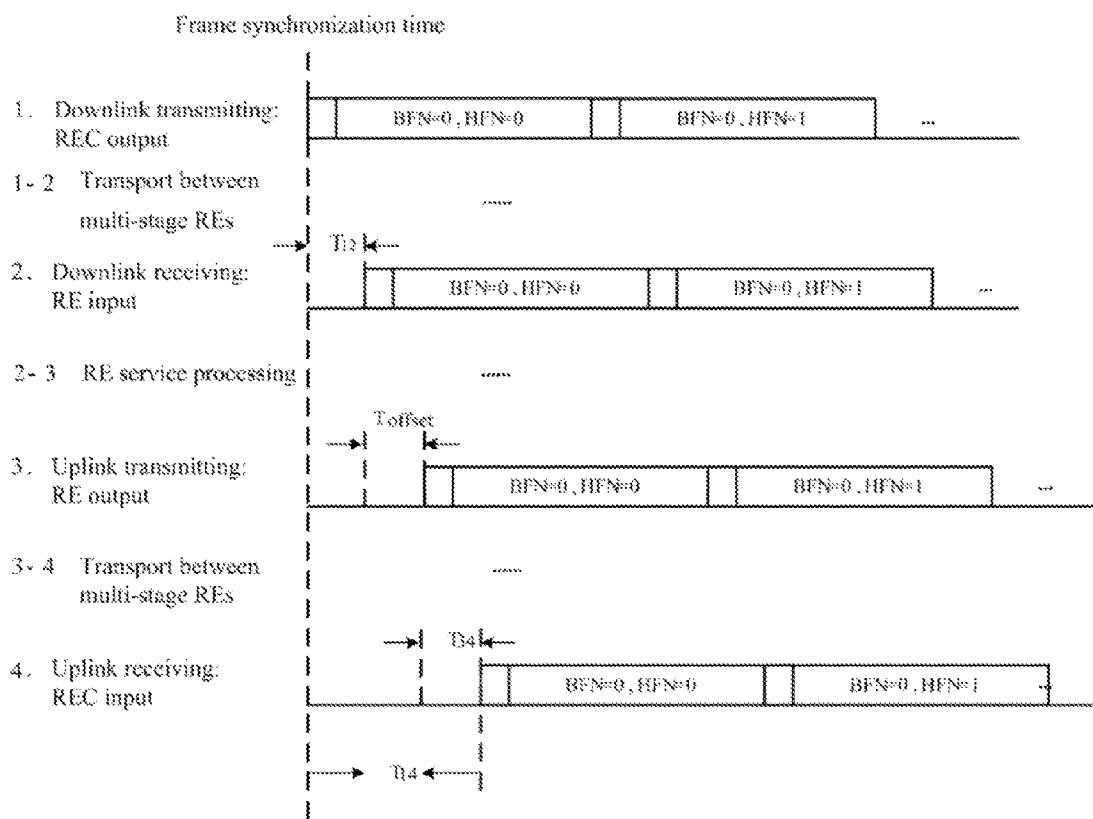 Frame synchronization time
1. Downlink transmitting:
REC output
BFN=0, HFN=0
BFN=0, HFN=1
...
1-2 Transport between
multi-stage REs
......
T12
2. Downlink receiving:
RE input
BFN=0, HFN=0
BFN=0, HFN=1
...
2-3 RE service processing
......
Toffset
3. Uplink transmitting:
RE output
BFN=0, HFN=0
BFN=0, HFN=1
...
3-4 Transport between
multi-stage REs
......
T34
4. Uplink receiving:
REC input
BFN=0, HFN=0
BFN=0, HFN=1
...
T14